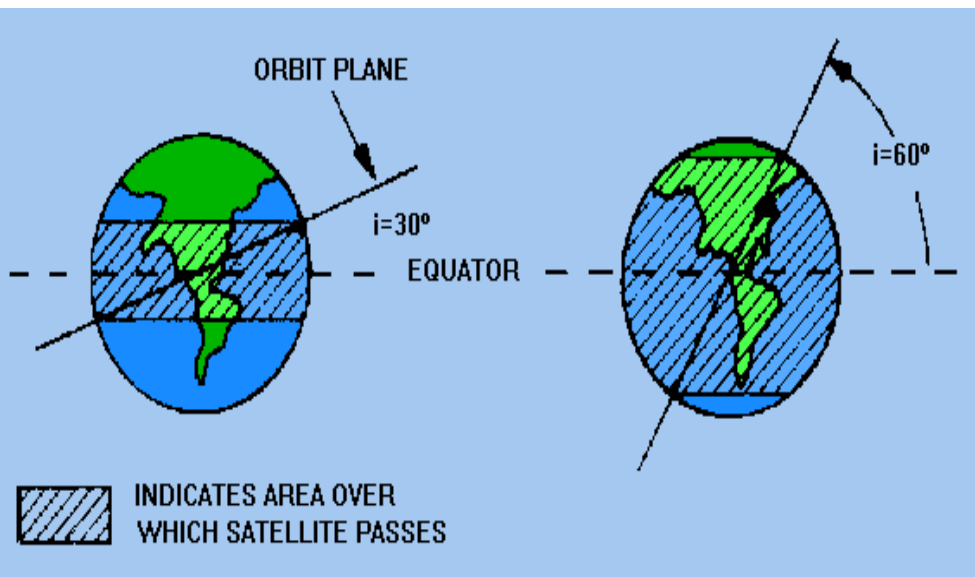 ORBIT PLANE
i=60º
i=30º
EQUATOR
INDICATES AREA OVER
WHICH SATELLITE PASSES